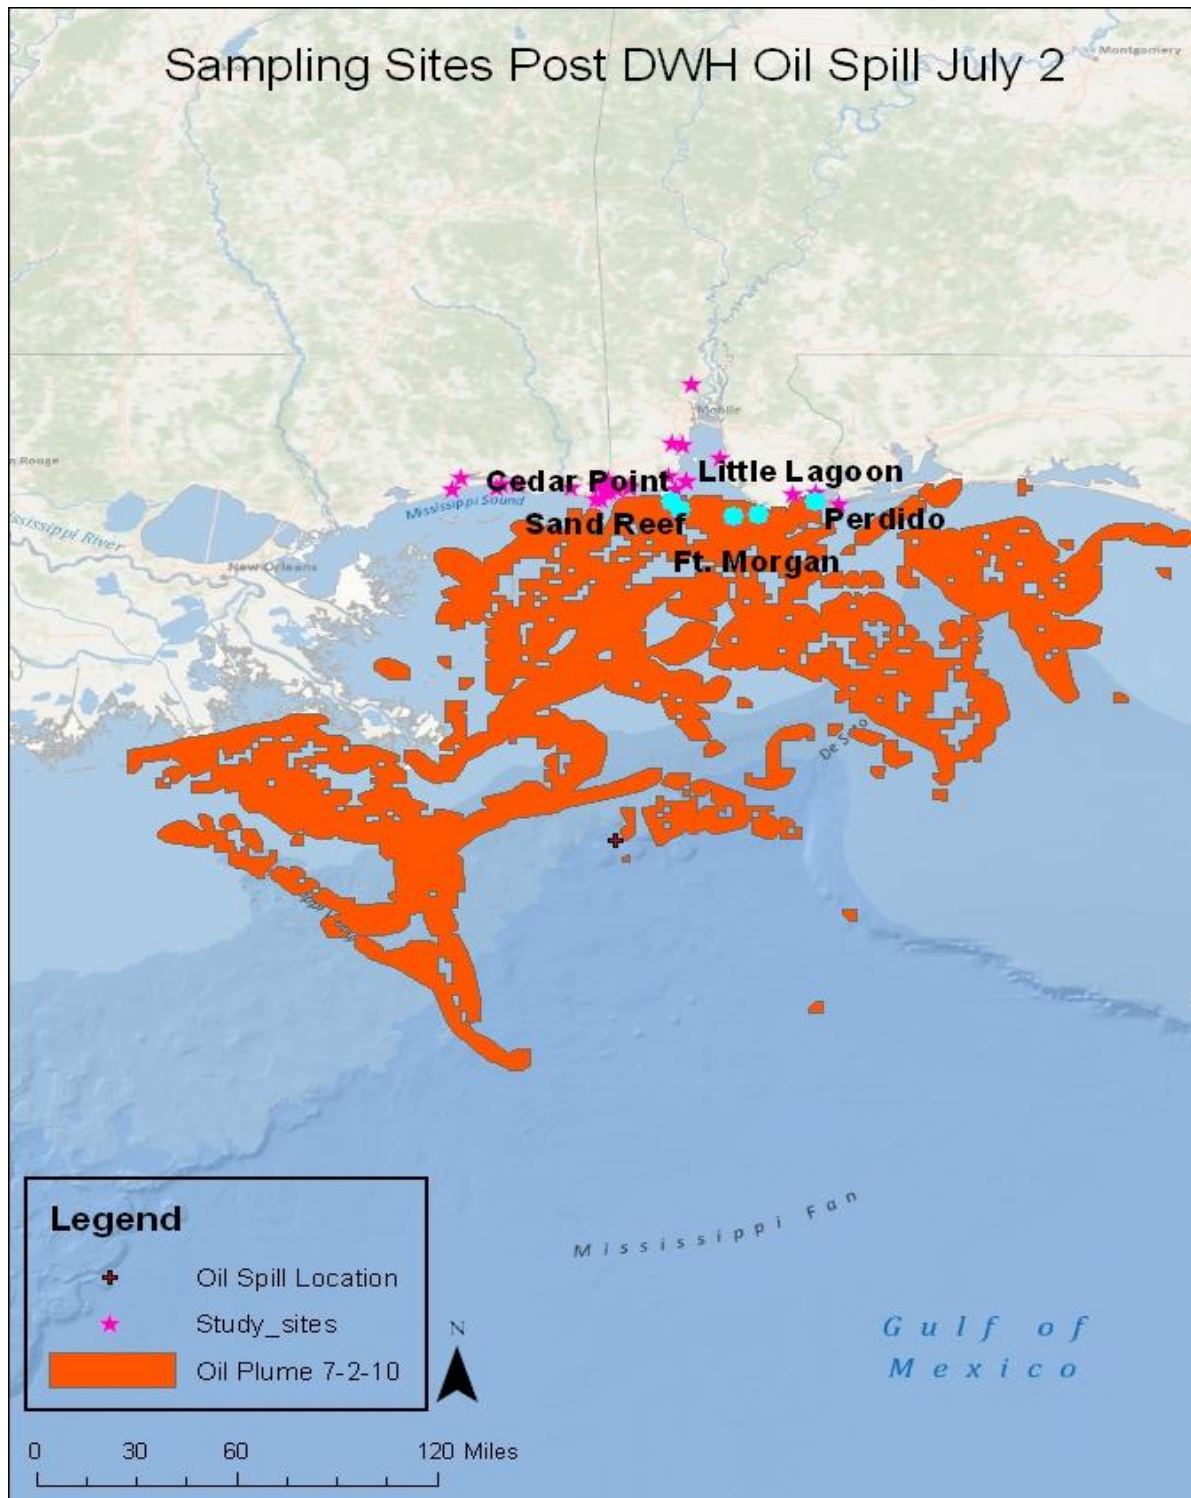 Sampling Sites Post DWH Oil Spill July 2
Montgomery
Mobile
n Rouge
Cedar Point
Little Lagoon
Mississippi Sound
ssissippi River
Sand Reef
Perdido
New Orleans
Ft. Morgan
De Soto
Mississippi Fan
Legend
Oil Spill Location
Study_sites
Oil Plume 7-2-10
N
Gulf of
Mexico
0 30 60 120 Miles